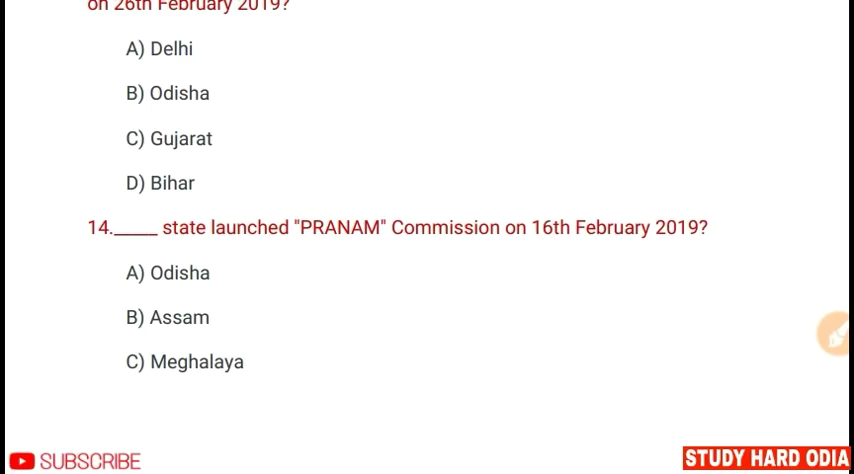 on 26th February 2019?
A) Delhi
B) Odisha
C) Gujarat
D) Bihar
14._____ state launched "PRANAM" Commission on 16th February 2019?
A) Odisha
B) Assam
C) Meghalaya
SUBSCRIBE
STUDY HARD ODIA